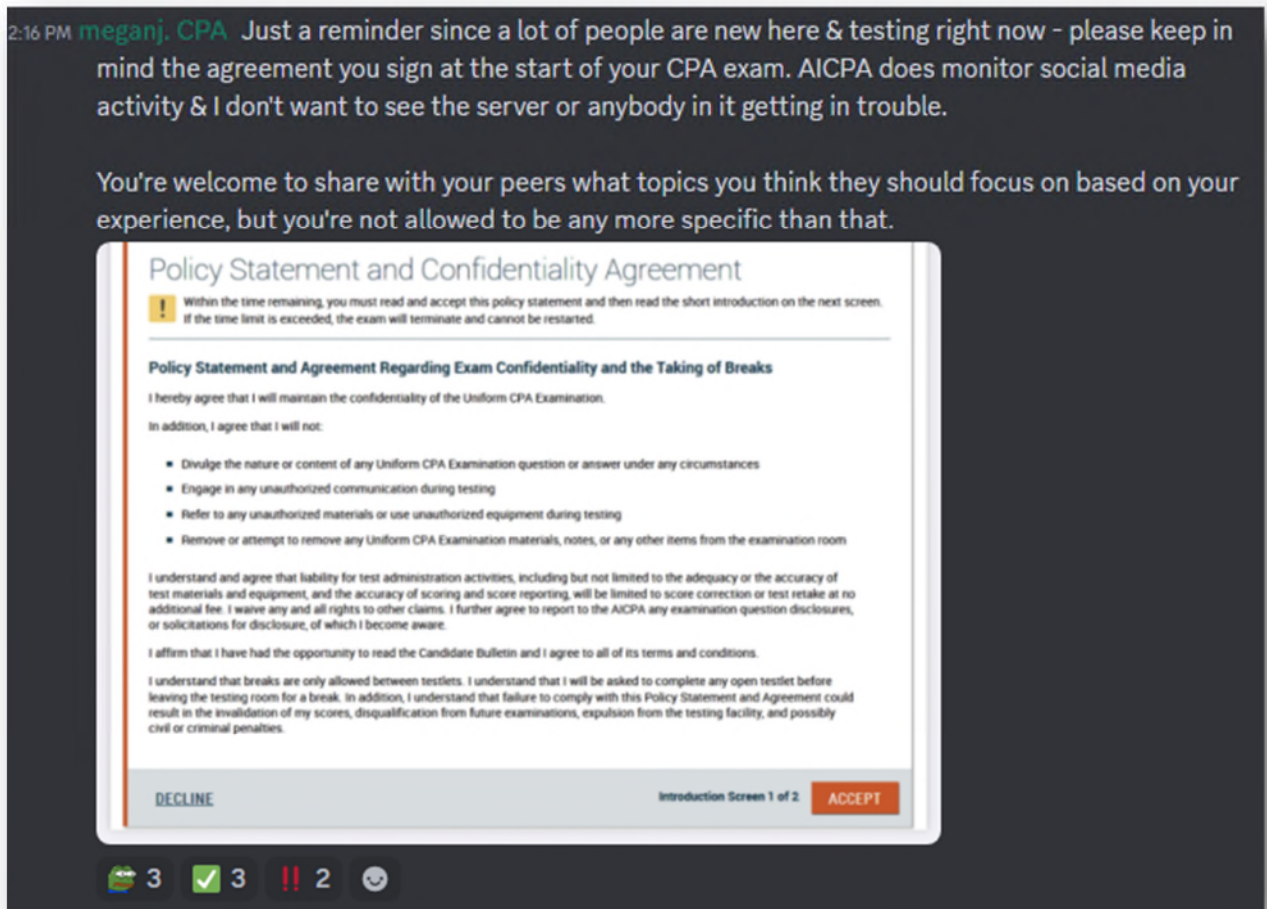 2:16 PM meganj. CPA Just a reminder since a lot of people are new here & testing right now - please keep in
mind the agreement you sign at the start of your CPA exam. AICPA does monitor social media
activity & I don't want to see the server or anybody in it getting in trouble.
You're welcome to share with your peers what topics you think they should focus on based on your
experience, but you're not allowed to be any more specific than that.
Policy Statement and Confidentiality Agreement
! Within the time remaining, you must read and accept this policy statement and then read the short introduction on the next screen.
If the time limit is exceeded, the exam will terminate and cannot be restarted.
Policy Statement and Agreement Regarding Exam Confidentiality and the Taking of Breaks
I hereby agree that I will maintain the confidentiality of the Uniform CPA Examination.
In addition, I agree that I will not:
▪ Divulge the nature or content of any Uniform CPA Examination question or answer under any circumstances
▪ Engage in any unauthorized communication during testing
▪ Refer to any unauthorized materials or use unauthorized equipment during testing
▪ Remove or attempt to remove any Uniform CPA Examination materials, notes, or any other items from the examination room
I understand and agree that liability for test administration activities, including but not limited to the adequacy or the accuracy of
test materials and equipment, and the accuracy of scoring and score reporting, will be limited to score correction or test retake at no
additional fee. I waive any and all rights to other claims. I further agree to report to the AICPA any examination question disclosures,
or solicitations for disclosure, of which I become aware.
I affirm that I have had the opportunity to read the Candidate Bulletin and I agree to all of its terms and conditions.
I understand that breaks are only allowed between testlets. I understand that I will be asked to complete any open testlet before
leaving the testing room for a break. In addition, I understand that failure to comply with this Policy Statement and Agreement could
result in the invalidation of my scores, disqualification from future examinations, expulsion from the testing facility, and possibly
civil or criminal penalties.
DECLINE Introduction Screen 1 of 2 ACCEPT
3 3 2